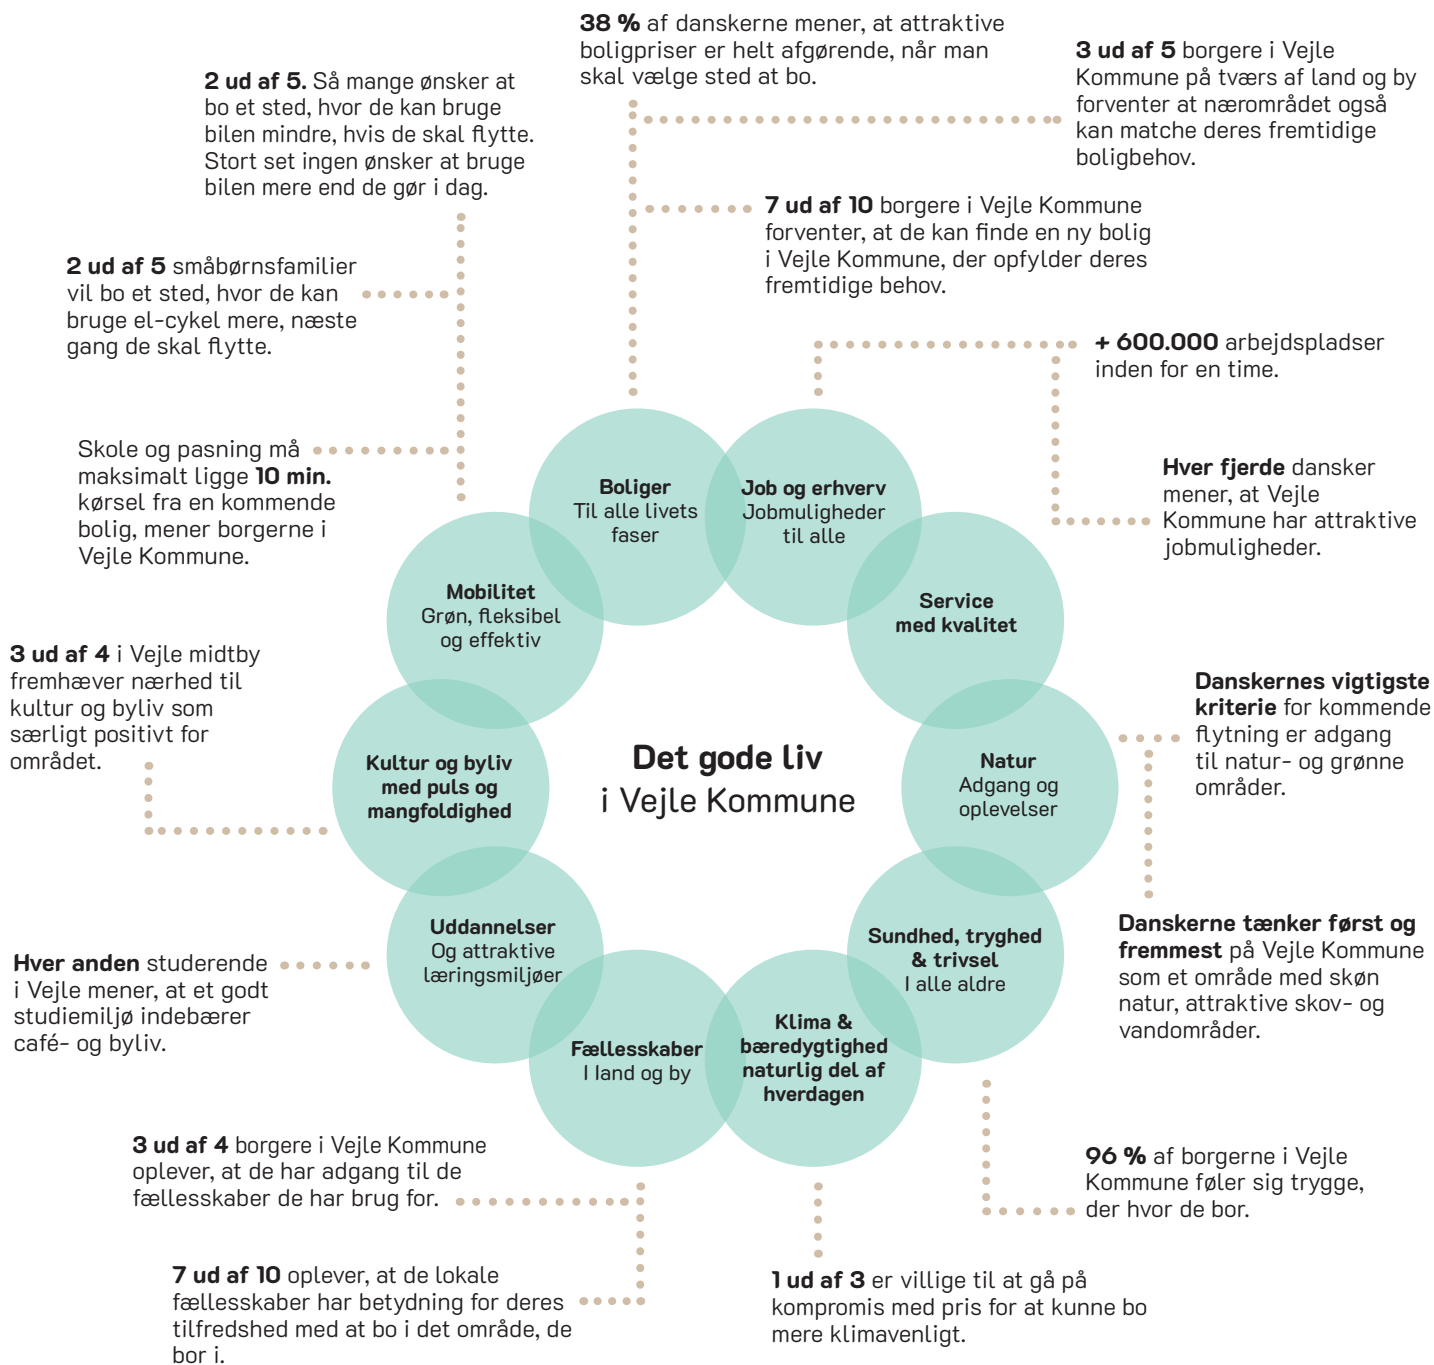 38 % af danskerne mener, at attraktive
boligpriser er helt afgørende, når man
skal vælge sted at bo.
3 ud af 5 borgere i Vejle
Kommune på tværs af land og by
forventer at nærområdet også
kan matche deres fremtidige
boligbehov.
2 ud af 5. Så mange ønsker at
bo et sted, hvor de kan bruge
bilen mindre, hvis de skal flytte.
Stort set ingen ønsker at bruge
bilen mere end de gør i dag.
7 ud af 10 borgere i Vejle Kommune
forventer, at de kan finde en ny bolig
i Vejle Kommune, der opfylder deres
fremtidige behov.
2 ud af 5 småbørnsfamilier
vil bo et sted, hvor de kan
bruge el-cykel mere, næste
gang de skal flytte.
+ 600.000 arbejdspladser
inden for en time.
Skole og pasning må
maksimalt ligge 10 min.
kørsel fra en kommende
bolig, mener borgerne i
Vejle Kommune.
Hver fjerde dansker
mener, at Vejle
Kommune har attraktive
jobmuligheder.
Boliger
Til alle livets
faser
Job og erhverv
Jobmuligheder
til alle
Mobilitet
Grøn, fleksibel
og effektiv
Service
med kvalitet
3 ud af 4 i Vejle midtby
fremhæver nærhed til
kultur og byliv som
særligt positivt for
området.
Danskernes vigtigste
kriterie for kommende
flytning er adgang
til natur- og grønne
områder.
Kultur og byliv
med puls og
mangfoldighed
Det gode liv
i Vejle Kommune
Natur
Adgang og
oplevelser
Uddannelser
Og attraktive
læringsmiljøer
Sundhed, tryghed
& trivsel
I alle aldre
Danskerne tænker først og
fremmest på Vejle Kommune
som et område med skøn
natur, attraktive skov- og
vandområder.
Hver anden studerende
i Vejle mener, at et godt
studiemiljø indebærer
café- og byliv.
Fællesskaber
I land og by
Klima &
bæredygtighed
naturlig del af
hverdagen
3 ud af 4 borgere i Vejle Kommune
oplever, at de har adgang til de
fællesskaber de har brug for.
96 % af borgerne i Vejle
Kommune føler sig trygge,
der hvor de bor.
7 ud af 10 oplever, at de lokale
fællesskaber har betydning for deres
tilfredshed med at bo i det område, de
bor i.
1 ud af 3 er villige til at gå på
kompromis med pris for at kunne bo
mere klimavenligt.